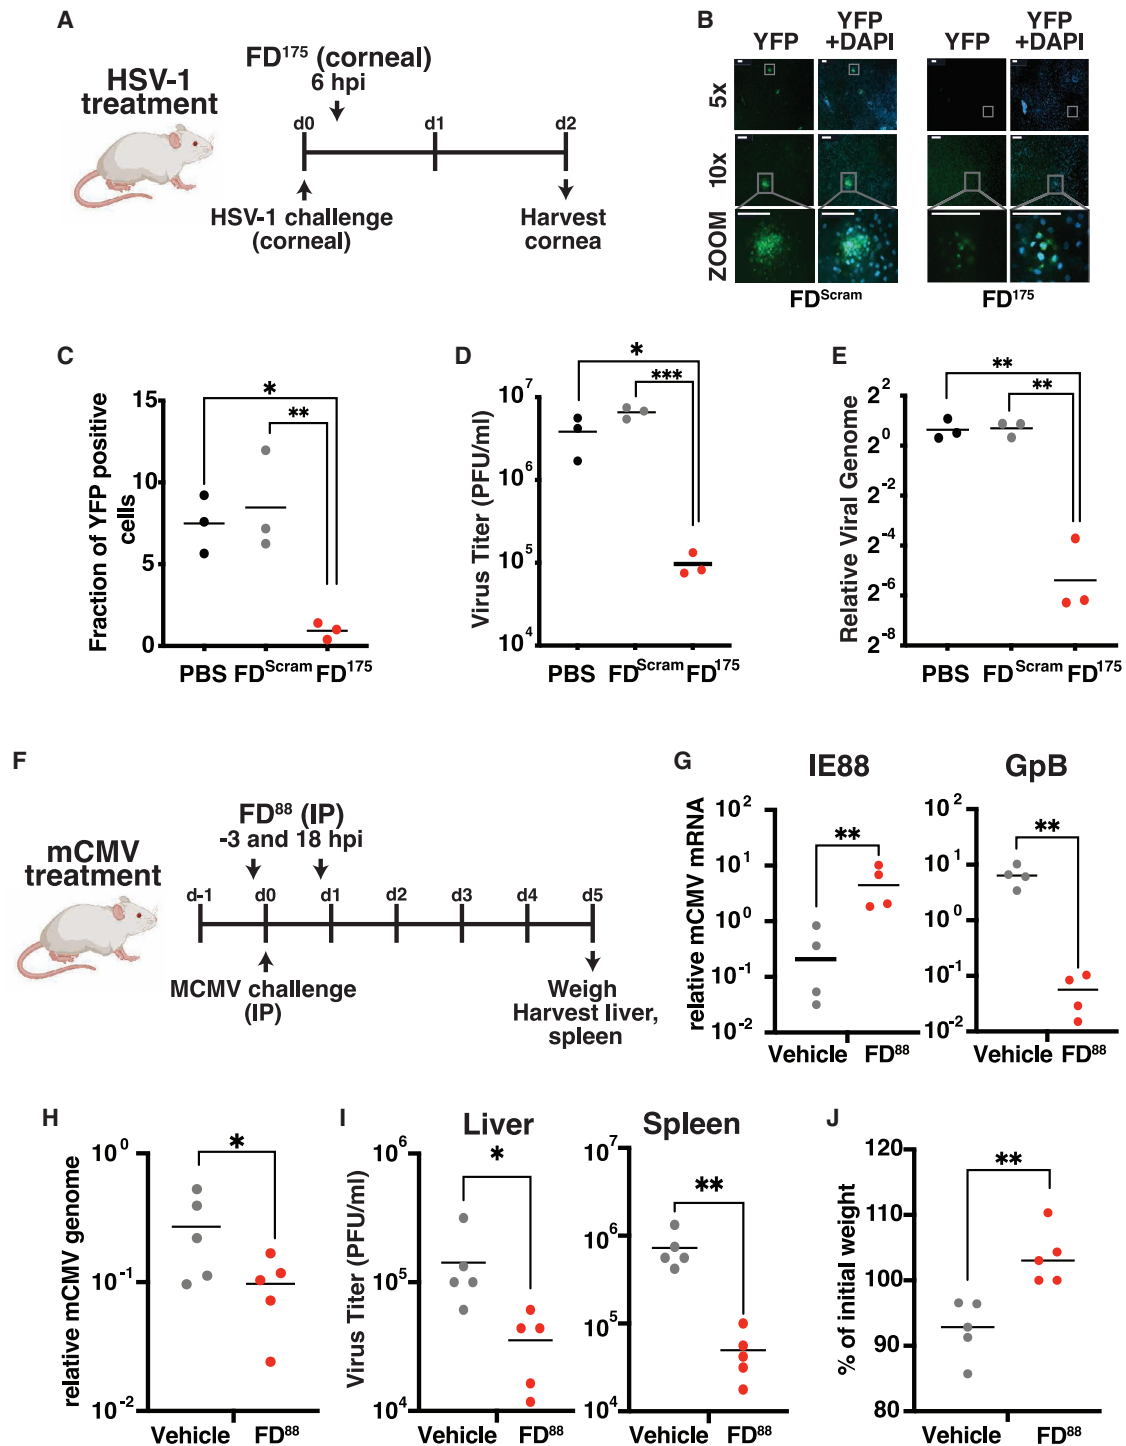 A
HSV-1
treatment
FD¹⁷⁵ (corneal)
6 hpi
d0
d1
d2
HSV-1 challenge
(corneal)
Harvest
cornea
B
YFP
YFP
+DAPI
YFP
YFP
+DAPI
5x
10x
ZOOM
FDScram
FD¹⁷⁵
C
Fraction of YFP positive
cells
15
10
5
0
*
**
PBS FDScram FD¹⁷⁵
D
Virus Titer (PFU/ml)
10⁷
10⁶
10⁵
10⁴
*
***
PBS FDScram FD¹⁷⁵
E
Relative Viral Genome
2²
2⁰
2⁻²
2⁻⁴
2⁻⁶
2⁻⁸
**
**
PBS FDScram FD¹⁷⁵
F
mCMV
treatment
FD⁸⁸ (IP)
-3 and 18 hpi
d-1
d0
d1
d2
d3
d4
d5
MCMV challenge
(IP)
Weigh
Harvest liver,
spleen
G
IE88
relative mCMV mRNA
10²
10¹
10⁰
10⁻¹
10⁻²
**
Vehicle FD⁸⁸
GpB
10²
10¹
10⁰
10⁻¹
10⁻²
**
Vehicle FD⁸⁸
H
relative mCMV genome
10⁰
10⁻¹
10⁻²
*
Vehicle FD⁸⁸
I
Liver
Virus Titer (PFU/ml)
10⁶
10⁵
10⁴
*
Vehicle FD⁸⁸
Spleen
10⁷
10⁶
10⁵
10⁴
**
Vehicle FD⁸⁸
J
% of initial weight
120
110
100
90
80
**
Vehicle FD⁸⁸